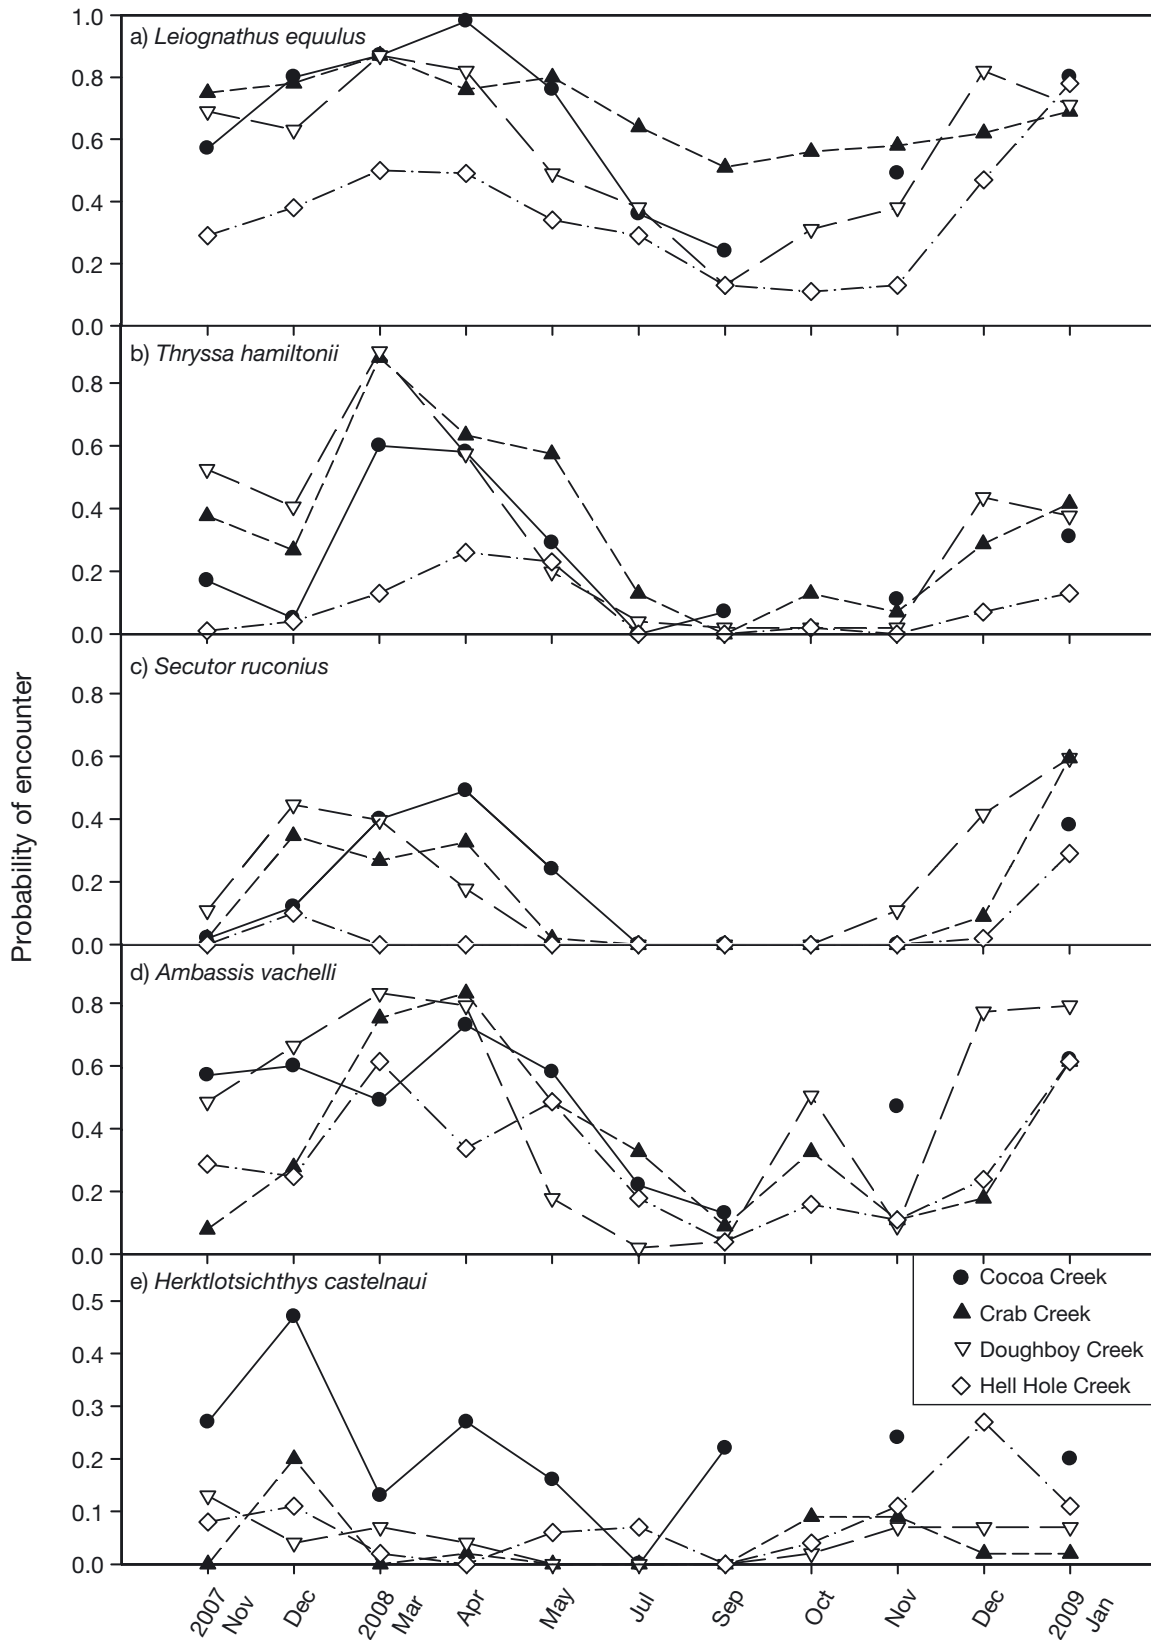 1.0
a) Leiognathus equulus
0.8
0.6
0.4
0.2
0.0
b) Thryssa hamiltonii
0.8
0.6
0.4
0.2
0.0
c) Secutor ruconius
0.8
0.6
0.4
0.2
0.0
Probability of encounter
d) Ambassis vachelli
0.8
0.6
0.4
0.2
0.0
e) Herktlotsichthys castelnaui
0.5
0.4
0.3
0.2
0.1
0.0
Cocoa Creek
Crab Creek
Doughboy Creek
Hell Hole Creek
2007
Nov
Dec
2008
Mar
Apr
May
Jul
Sep
Oct
Nov
Dec
2009
Jan